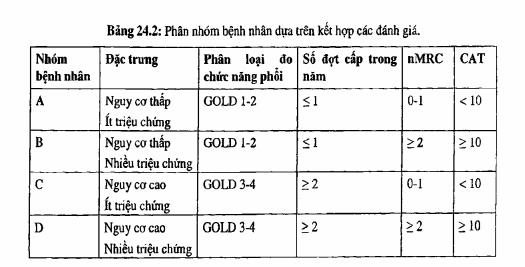 Bảng 24.2: Phân nhóm bệnh nhân dựa trên kết hợp các đánh giá.
Nhóm bệnh nhân | Đặc trưng | Phân loại đo chức năng phổi | Số đợt cấp trong năm | nMRC | CAT
A | Nguy cơ thấp Ít triệu chứng | GOLD 1-2 | ≤ 1 | 0-1 | < 10
B | Nguy cơ thấp Nhiều triệu chứng | GOLD 1-2 | ≤ 1 | ≥ 2 | ≥ 10
C | Nguy cơ cao Ít triệu chứng | GOLD 3-4 | ≥ 2 | 0-1 | < 10
D | Nguy cơ cao Nhiều triệu chứng | GOLD 3-4 | ≥ 2 | ≥ 2 | ≥ 10